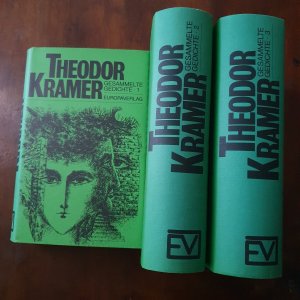 THEODOR
KRAMER
GESAMMELTE
GEDICHTE 1
EUROPAVERLAG
THEODOR
KRAMER
GESAMMELTE
GEDICHTE 2
EV
THEODOR
KRAMER
GESAMMELTE
GEDICHTE 3
EV